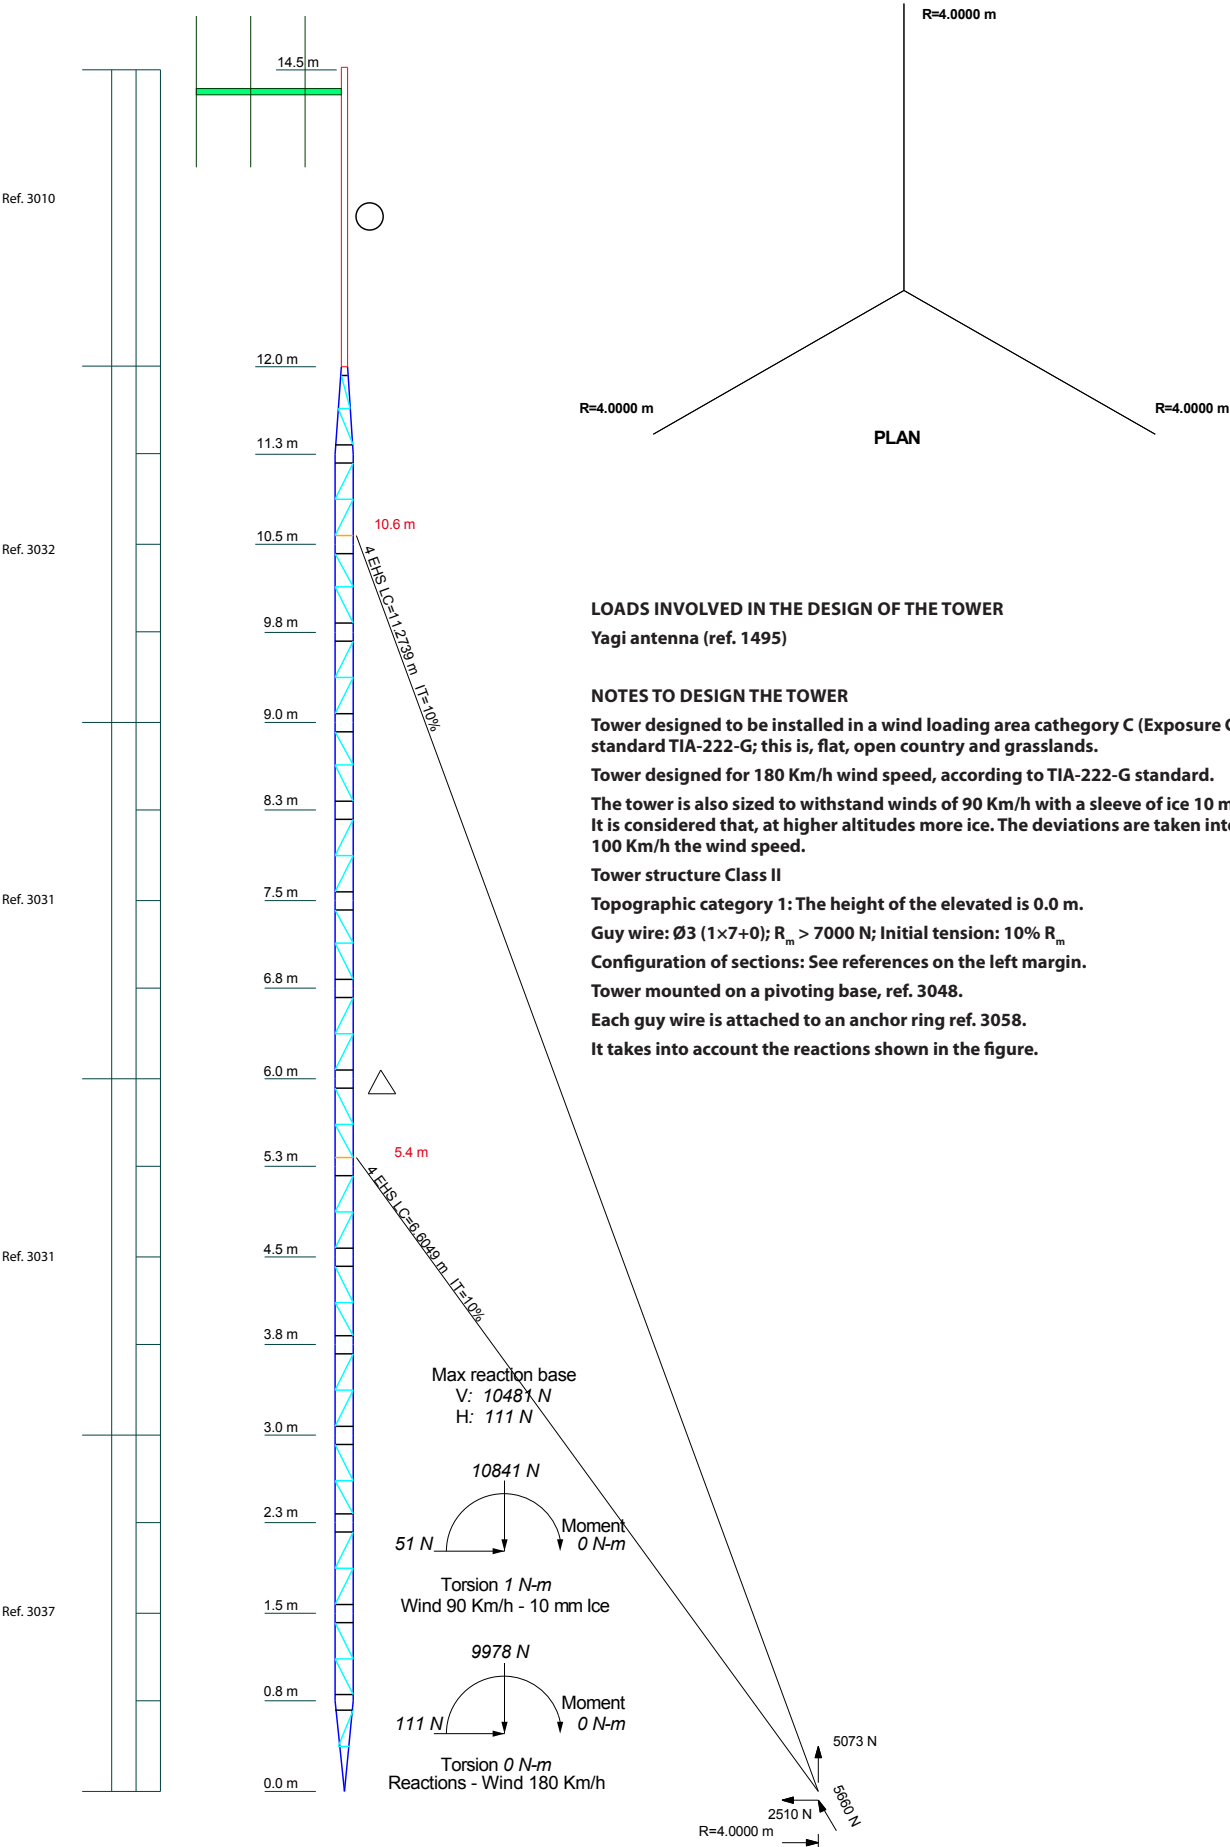 R=4.0000 m
14.5 m
Ref. 3010
12.0 m
R=4.0000 m
R=4.0000 m
PLAN
11.3 m
10.6 m
10.5 m
Ref. 3032
4 EHS LC=11.2739 m IT=10%
9.8 m
9.0 m
8.3 m
7.5 m
Ref. 3031
6.8 m
6.0 m
5.4 m
5.3 m
4 EHS LC=6.6049 m IT=10%
4.5 m
Ref. 3031
3.8 m
3.0 m
2.3 m
1.5 m
Ref. 3037
0.8 m
0.0 m
LOADS INVOLVED IN THE DESIGN OF THE TOWER
Yagi antenna (ref. 1495)
NOTES TO DESIGN THE TOWER
Tower designed to be installed in a wind loading area cathegory C (Exposure
standard TIA-222-G; this is, flat, open country and grasslands.
Tower designed for 180 Km/h wind speed, according to TIA-222-G standard.
The tower is also sized to withstand winds of 90 Km/h with a sleeve of ice 10
It is considered that, at higher altitudes more ice. The deviations are taken
100 Km/h the wind speed.
Tower structure Class II
Topographic category 1: The height of the elevated is 0.0 m.
Guy wire: Ø3 (1×7+0); Rm > 7000 N; Initial tension: 10% Rm
Configuration of sections: See references on the left margin.
Tower mounted on a pivoting base, ref. 3048.
Each guy wire is attached to an anchor ring ref. 3058.
It takes into account the reactions shown in the figure.
Max reaction base
V: 10481 N
H: 111 N
10841 N
51 N
Moment
0 N-m
Torsion 1 N-m
Wind 90 Km/h - 10 mm Ice
9978 N
111 N
Moment
0 N-m
Torsion 0 N-m
Reactions - Wind 180 Km/h
5073 N
5660 N
2510 N
R=4.0000 m